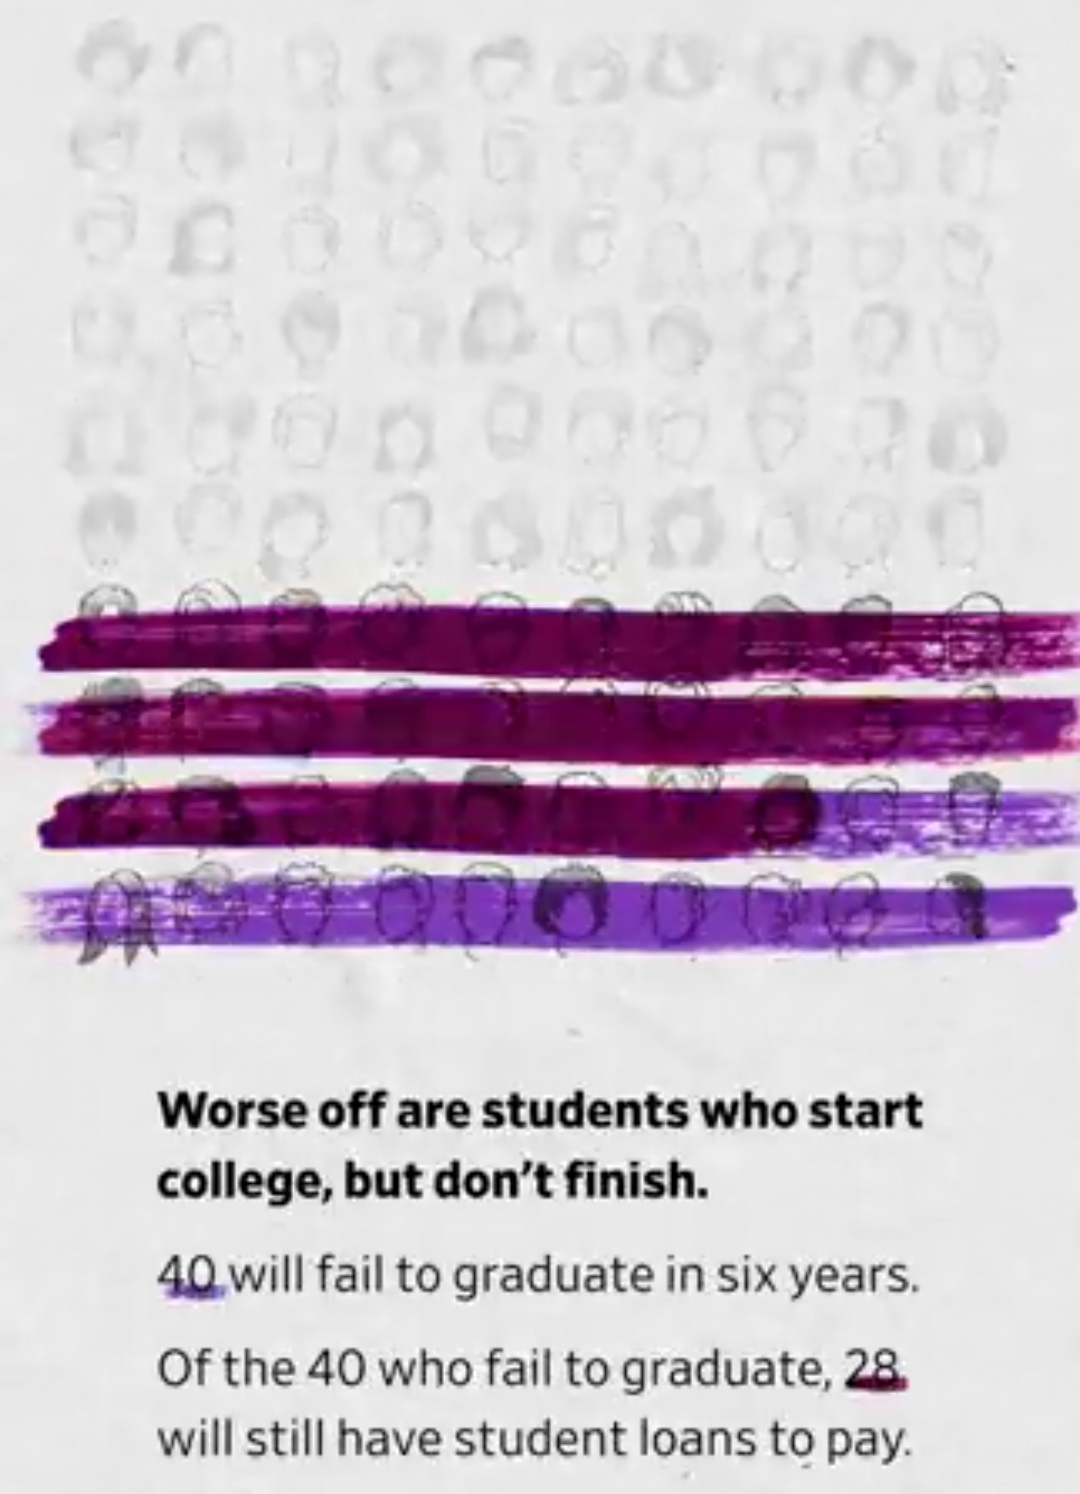 Worse off are students who start
college, but don’t finish.
40 will fail to graduate in six years.
Of the 40 who fail to graduate, 28
will still have student loans to pay.